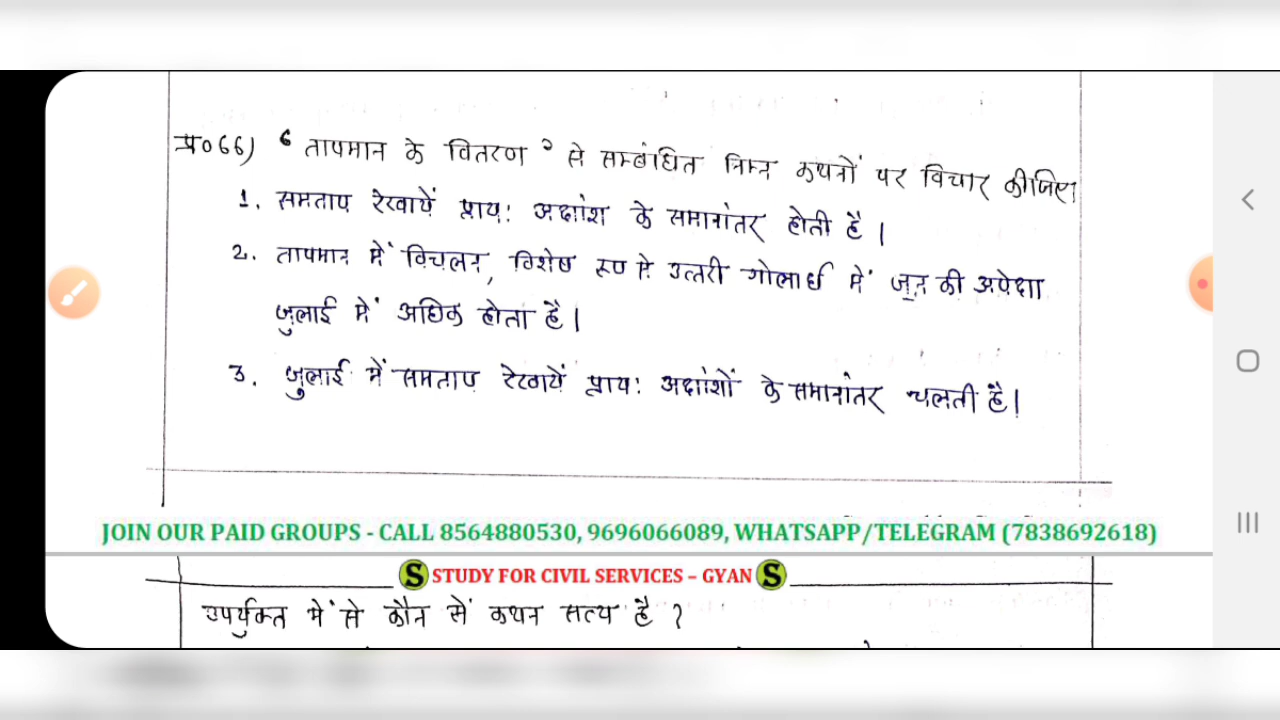 प्र०66) ‘तापमान के वितरण’ से सम्बंधित निम्न कथनों पर विचार कीजिए।
1. समताप रेखायें प्रायः अक्षांश के समानांतर होती हैं।
2. तापमान में विचलन, विशेष रूप से उत्तरी गोलार्ध में जून की अपेक्षा
जुलाई में अधिक होता है।
3. जुलाई में समताप रेखायें प्रायः अक्षांशों के समानांतर चलती हैं।
JOIN OUR PAID GROUPS - CALL 8564880530, 9696066089, WHATSAPP/TELEGRAM (7838692618)
S STUDY FOR CIVIL SERVICES – GYAN S
उपर्युक्त में से कौन सें कथन सत्य है ?